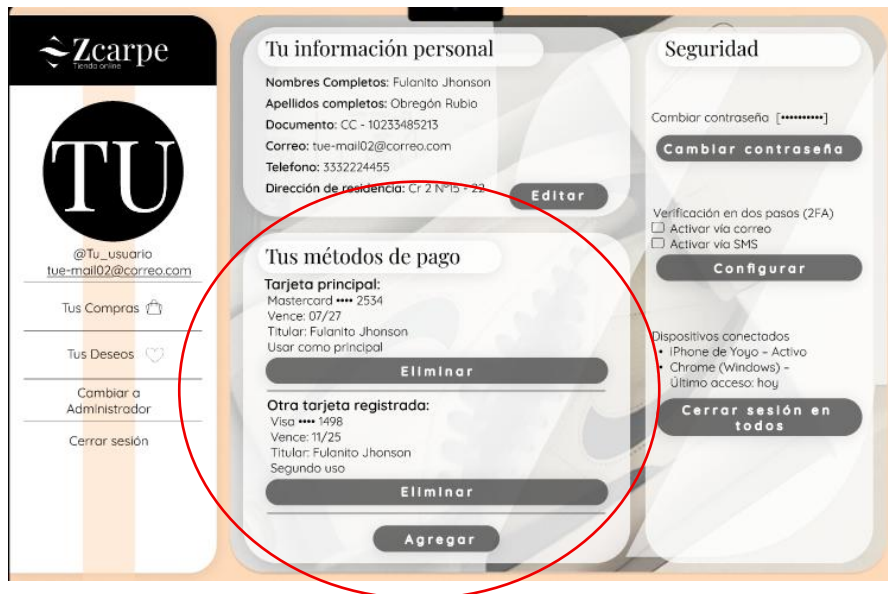 Zcarpe
Tienda online
TU
@Tu_usuario
tue-mail02@correo.com
Tus Compras
Tus Deseos
Cambiar a
Administrador
Cerrar sesión
Tu información personal
Nombres Completos: Fulanito Jhonson
Apellidos completos: Obregón Rubio
Documento: CC - 10233485213
Correo: tue-mail02@correo.com
Telefono: 3332224455
Dirección de residencia: Cr 2 N°15 - 22
Editar
Tus métodos de pago
Tarjeta principal:
Mastercard •••• 2534
Vence: 07/27
Titular: Fulanito Jhonson
Usar como principal
Eliminar
Otra tarjeta registrada:
Visa •••• 1498
Vence: 11/25
Titular: Fulanito Jhonson
Segundo uso
Eliminar
Agregar
Seguridad
Cambiar contraseña [••••••••••]
Cambiar contraseña
Verificación en dos pasos (2FA)
☐ Activar vía correo
☐ Activar vía SMS
Configurar
Dispositivos conectados
• iPhone de Yoyo – Activo
• Chrome (Windows) –
Último acceso: hoy
Cerrar sesión en
todos